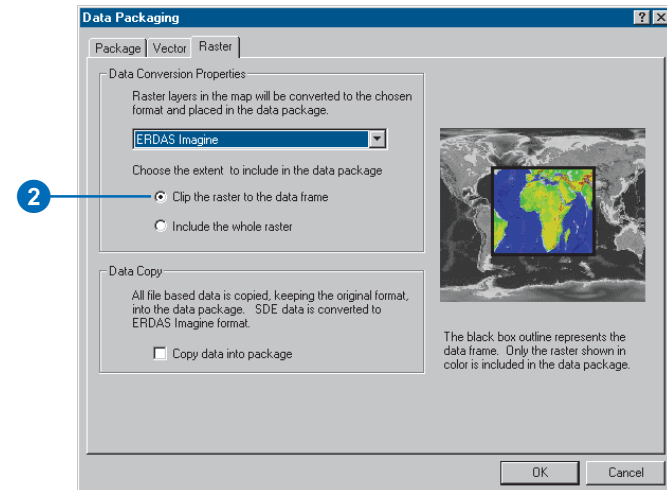 Data Packaging
Package Vector Raster
Data Conversion Properties
Raster layers in the map will be converted to the chosen
format and placed in the data package.
ERDAS Imagine
Choose the extent to include in the data package
2
Clip the raster to the data frame
Include the whole raster
Data Copy
All file based data is copied, keeping the original format,
into the data package. SDE data is converted to
ERDAS Imagine format.
Copy data into package
The black box outline represents the
data frame. Only the raster shown in
color is included in the data package.
OK Cancel